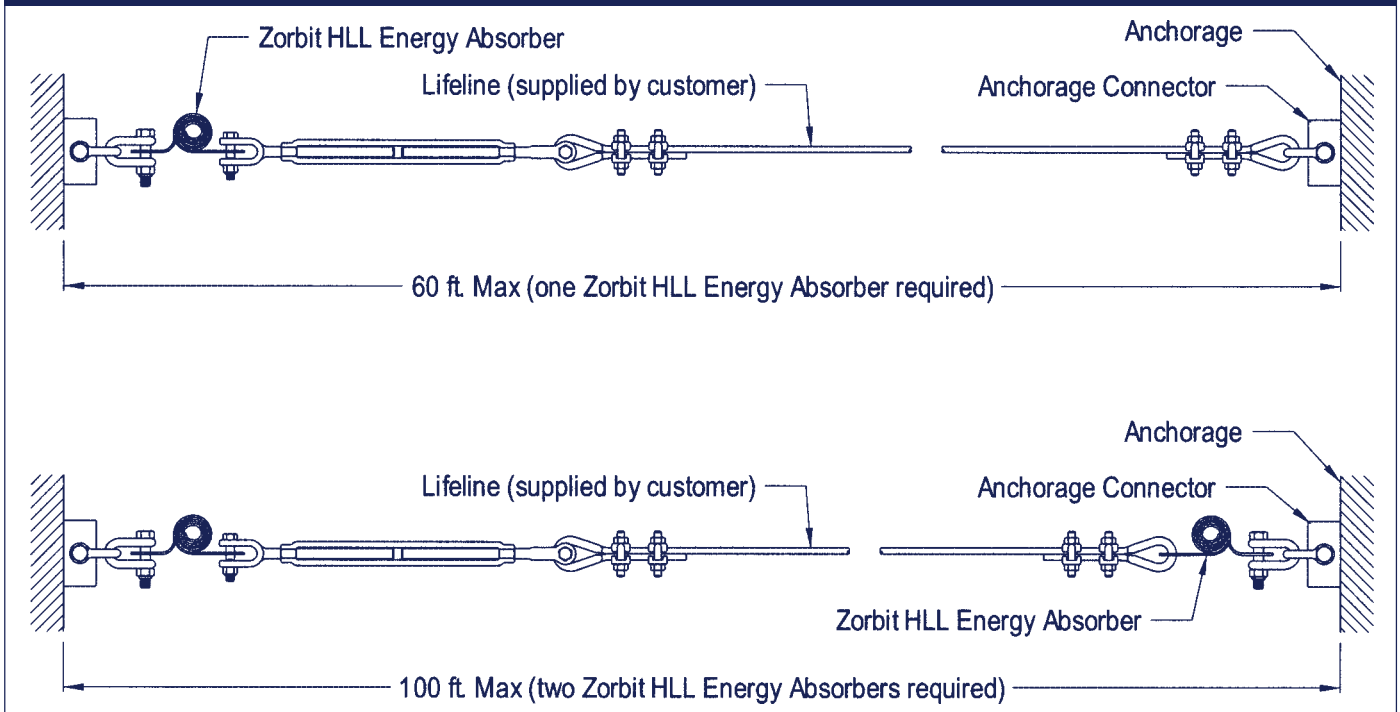 Zorbit HLL Energy Absorber
Anchorage
Lifeline (supplied by customer)
Anchorage Connector
60 ft. Max (one Zorbit HLL Energy Absorber required)
Anchorage
Lifeline (supplied by customer)
Anchorage Connector
Zorbit HLL Energy Absorber
100 ft. Max (two Zorbit HLL Energy Absorbers required)